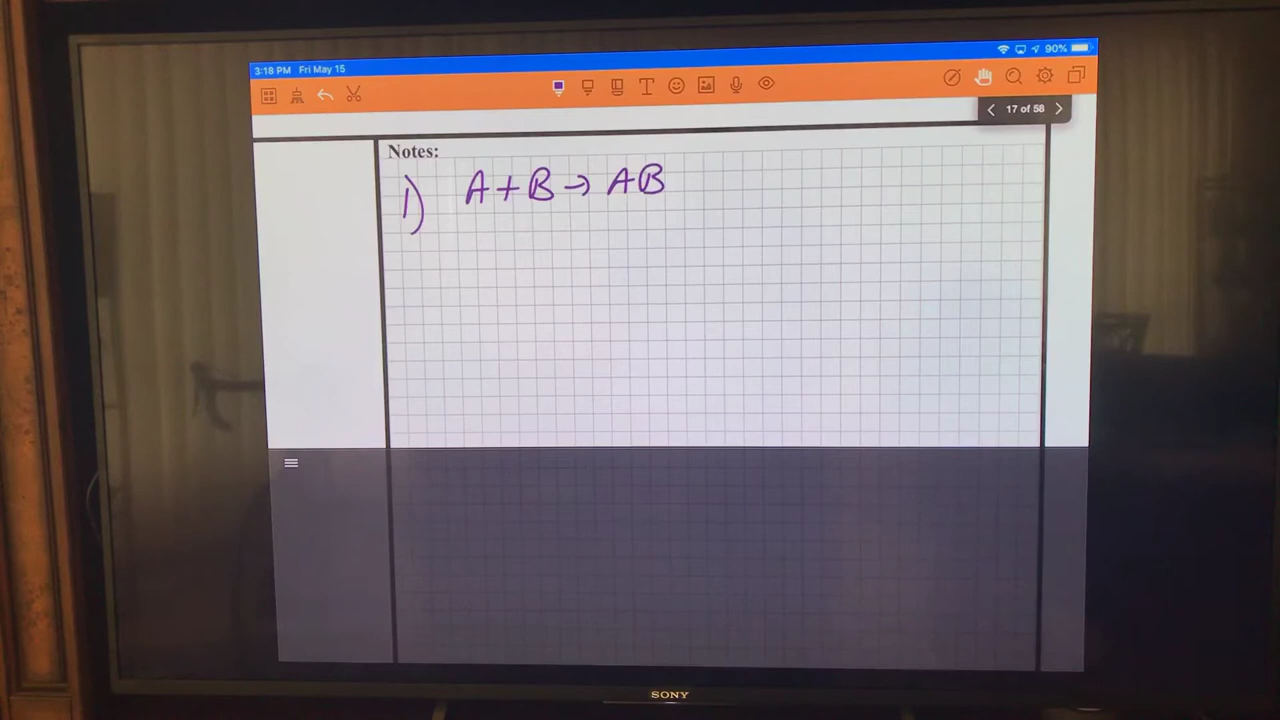 3:18 PM Fri May 15
90%
17 of 58
Notes:
1) A + B → AB
SONY